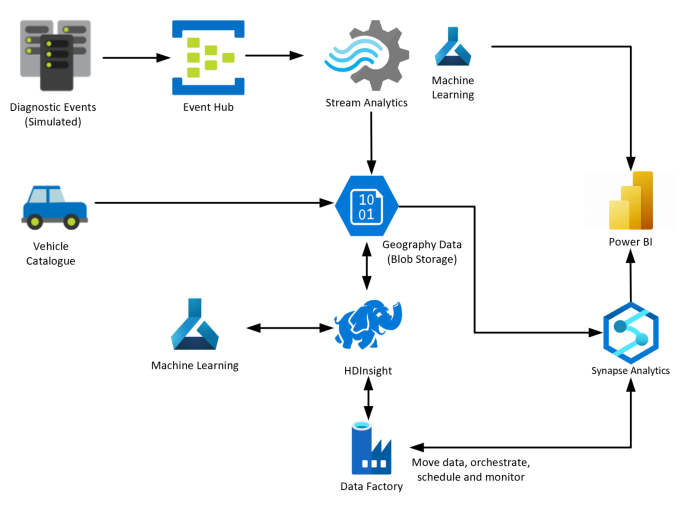 Diagnostic Events
(Simulated)
Event Hub
Stream Analytics
Machine
Learning
Vehicle
Catalogue
10
01
Geography Data
(Blob Storage)
Power BI
Machine Learning
HDInsight
Synapse Analytics
Data Factory
Move data, orchestrate,
schedule and monitor